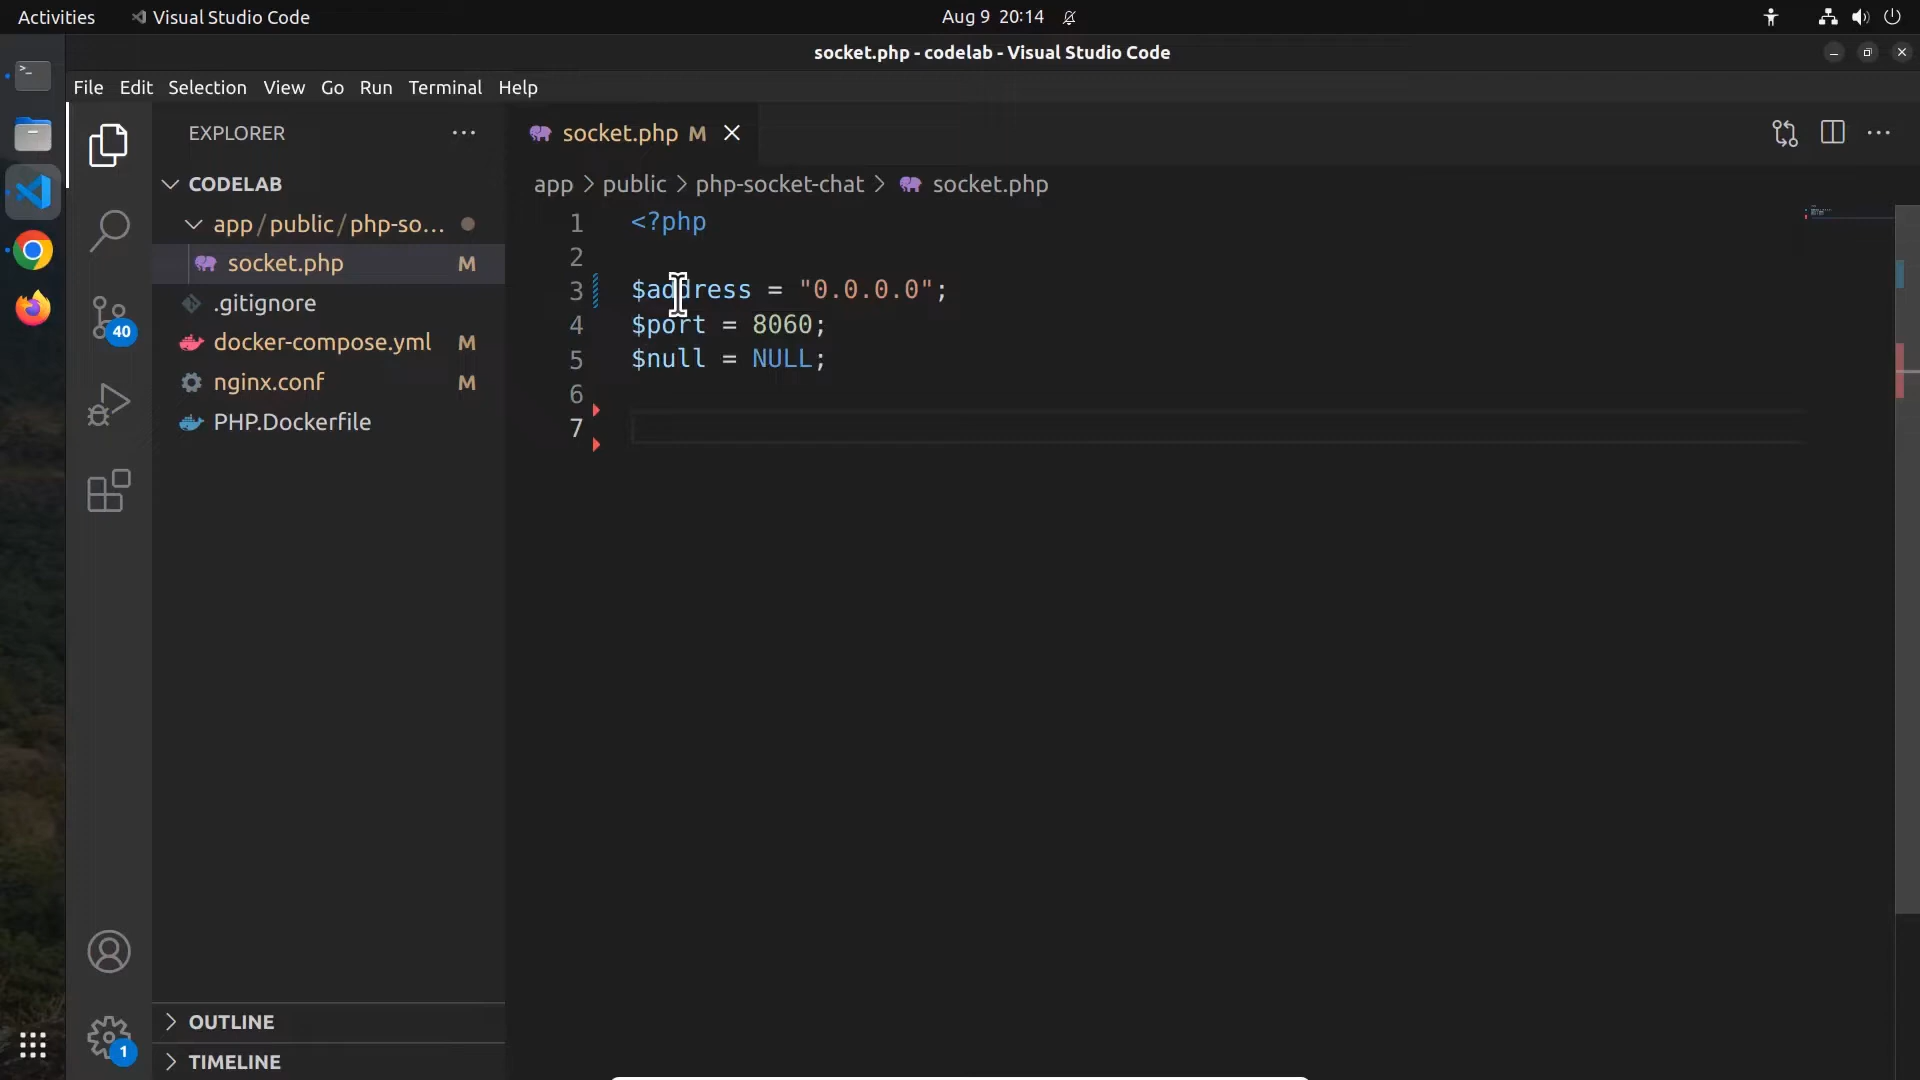 Activities Visual Studio Code Aug 9 20:14
socket.php - codelab - Visual Studio Code
File Edit Selection View Go Run Terminal Help
EXPLORER
CODELAB
app/public/php-so...
socket.php M
.gitignore
docker-compose.yml M
nginx.conf M
PHP.Dockerfile
40
1
OUTLINE
TIMELINE
socket.php M
app > public > php-socket-chat > socket.php
1 <?php
2
3 $address = "0.0.0.0";
4 $port = 8060;
5 $null = NULL;
6
7